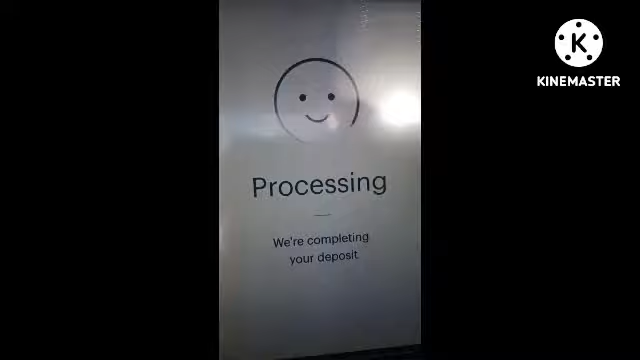 K
KINEMASTER
Processing
We're completing
your deposit